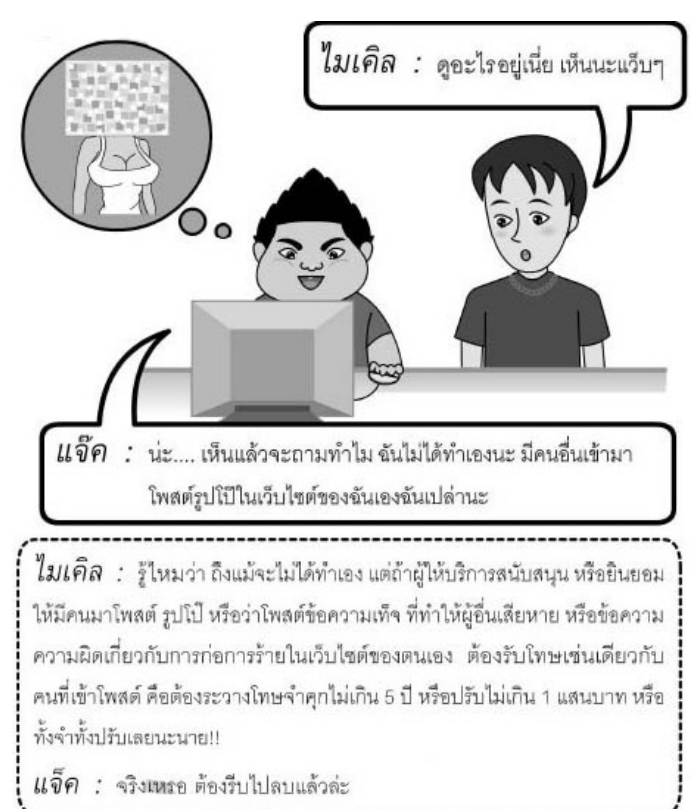 ไมเคิล : ดูอะไรอยู่เนี่ย เห็นนะแว็บๆ
แจ๊ค : น่ะ.... เห็นแล้วจะถามทำไม ฉันไม่ได้ทำเองนะ มีคนอื่นเข้ามา
โพสต์รูปโป๊ในเว็บไซต์ของฉันเองฉันเปล่านะ
ไมเคิล : รู้ไหมว่า ถึงแม้จะไม่ได้ทำเอง แต่ถ้าผู้ให้บริการสนับสนุน หรือยินยอม
ให้มีคนมาโพสต์ รูปโป๊ หรือว่าโพสต์ข้อความเท็จ ที่ทำให้ผู้อื่นเสียหาย หรือข้อความ
ความผิดเกี่ยวกับการก่อการร้ายในเว็บไซต์ของตนเอง ต้องรับโทษเช่นเดียวกับ
คนที่เข้าโพสต์ คือต้องระวางโทษจำคุกไม่เกิน 5 ปี หรือปรับไม่เกิน 1 แสนบาท หรือ
ทั้งจำทั้งปรับเลยนะนาย!!
แจ็ค : จริงเหรอ ต้องรีบไปลบแล้วล่ะ